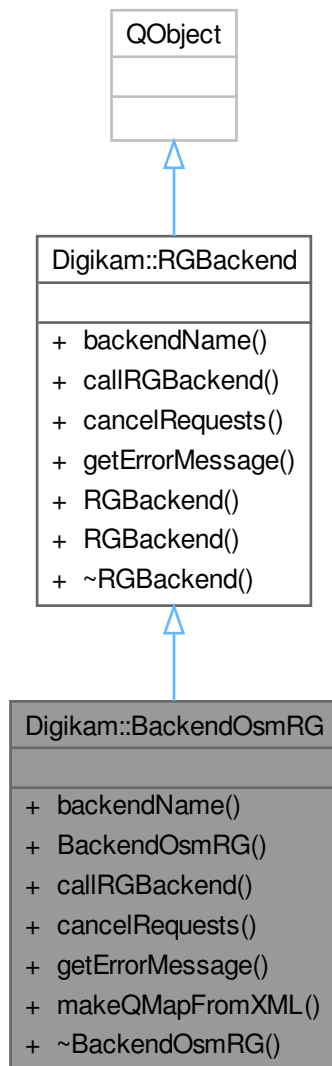 QObject
Digikam::RGBackend
+ backendName()
+ callRGBackend()
+ cancelRequests()
+ getErrorMessage()
+ RGBackend()
+ RGBackend()
+ ~RGBackend()
Digikam::BackendOsmRG
+ backendName()
+ BackendOsmRG()
+ callRGBackend()
+ cancelRequests()
+ getErrorMessage()
+ makeQMapFromXML()
+ ~BackendOsmRG()